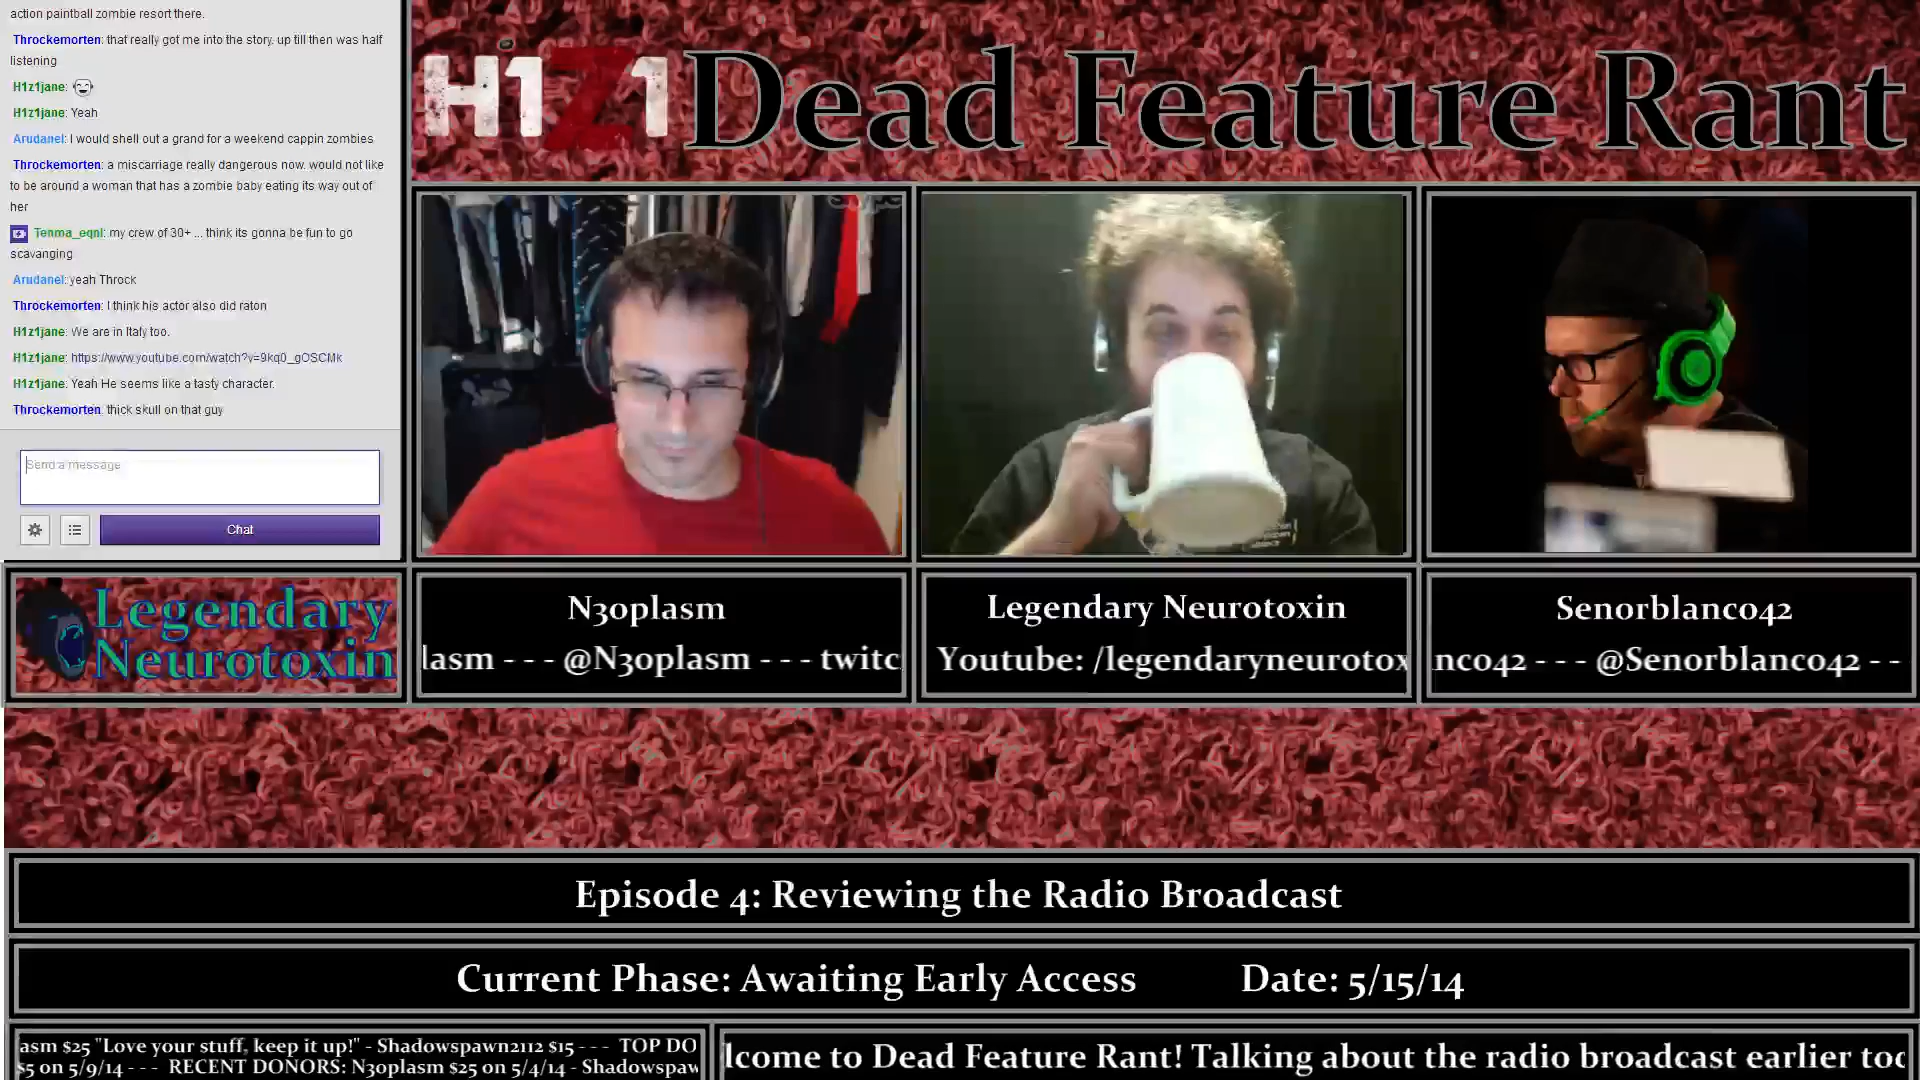 action paintball zombie resort there.
Throckemorten: that really got me into the story. up till then was half
listening
H1z1jane:
H1z1jane: Yeah
Arudanel: I would shell out a grand for a weekend cappin zombies
Throckemorten: a miscarriage really dangerous now. would not like
to be around a woman that has a zombie baby eating its way out of
her
Tenma_eqnl: my crew of 30+ ... think its gonna be fun to go
scavanging
Arudanel: yeah Throck
Throckemorten: I think his actor also did raton
H1z1jane: We are in Italy too.
H1z1jane: https://www.youtube.com/watch?v=9kq0_gOSCMk
H1z1jane: Yeah He seems like a tasty character.
Throckemorten: thick skull on that guy
Send a message
Chat
H1Z1 Dead Feature Rant
Legendary
Neurotoxin
N3oplasm
lasm - - - @N3oplasm - - - twitc
Legendary Neurotoxin
Youtube: /legendaryneurotox
Senorblanco42
nco42 - - - @Senorblanco42 - -
Episode 4: Reviewing the Radio Broadcast
Current Phase: Awaiting Early Access Date: 5/15/14
asm $25 "Love your stuff, keep it up!" - Shadowspawn2112 $15 - - - TOP DO
$5 on 5/9/14 - - - RECENT DONORS: N3oplasm $25 on 5/4/14 - Shadowspaw
lcome to Dead Feature Rant! Talking about the radio broadcast earlier to